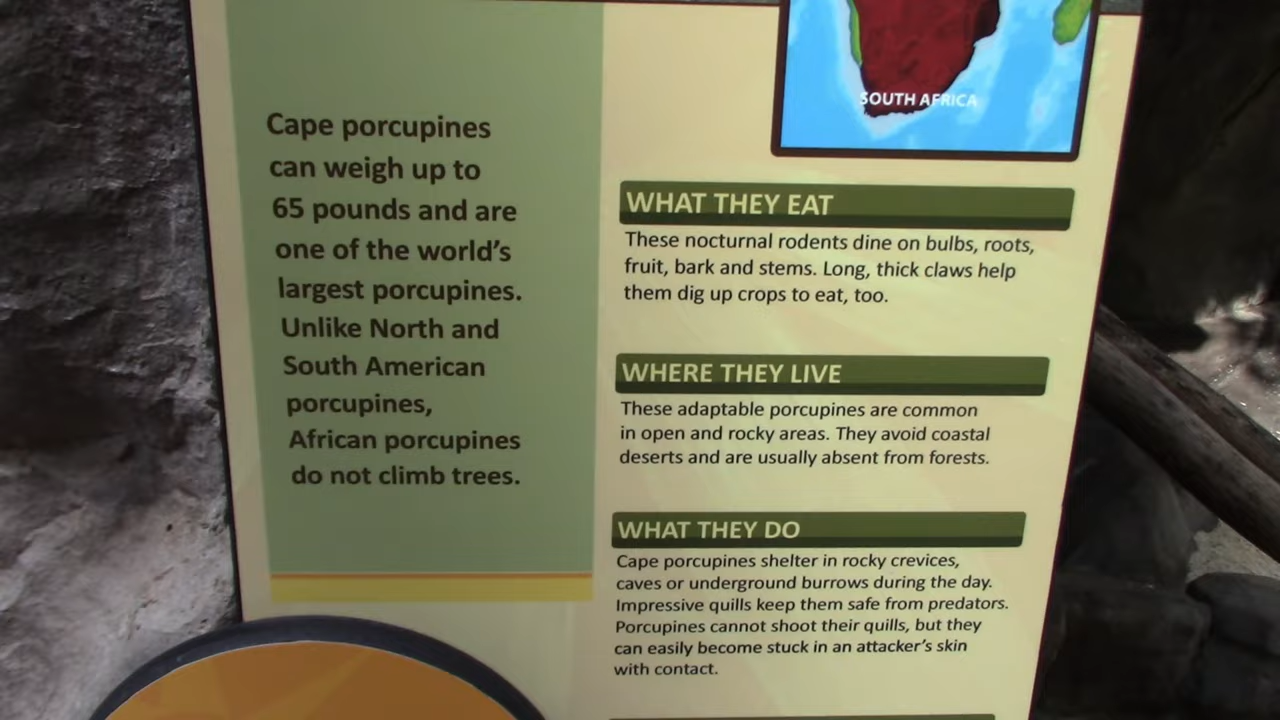 SOUTH AFRICA
Cape porcupines
can weigh up to
65 pounds and are
one of the world's
largest porcupines.
Unlike North and
South American
porcupines,
African porcupines
do not climb trees.
WHAT THEY EAT
These nocturnal rodents dine on bulbs, roots,
fruit, bark and stems. Long, thick claws help
them dig up crops to eat, too.
WHERE THEY LIVE
These adaptable porcupines are common
in open and rocky areas. They avoid coastal
deserts and are usually absent from forests.
WHAT THEY DO
Cape porcupines shelter in rocky crevices,
caves or underground burrows during the day.
Impressive quills keep them safe from predators.
Porcupines cannot shoot their quills, but they
can easily become stuck in an attacker's skin
with contact.